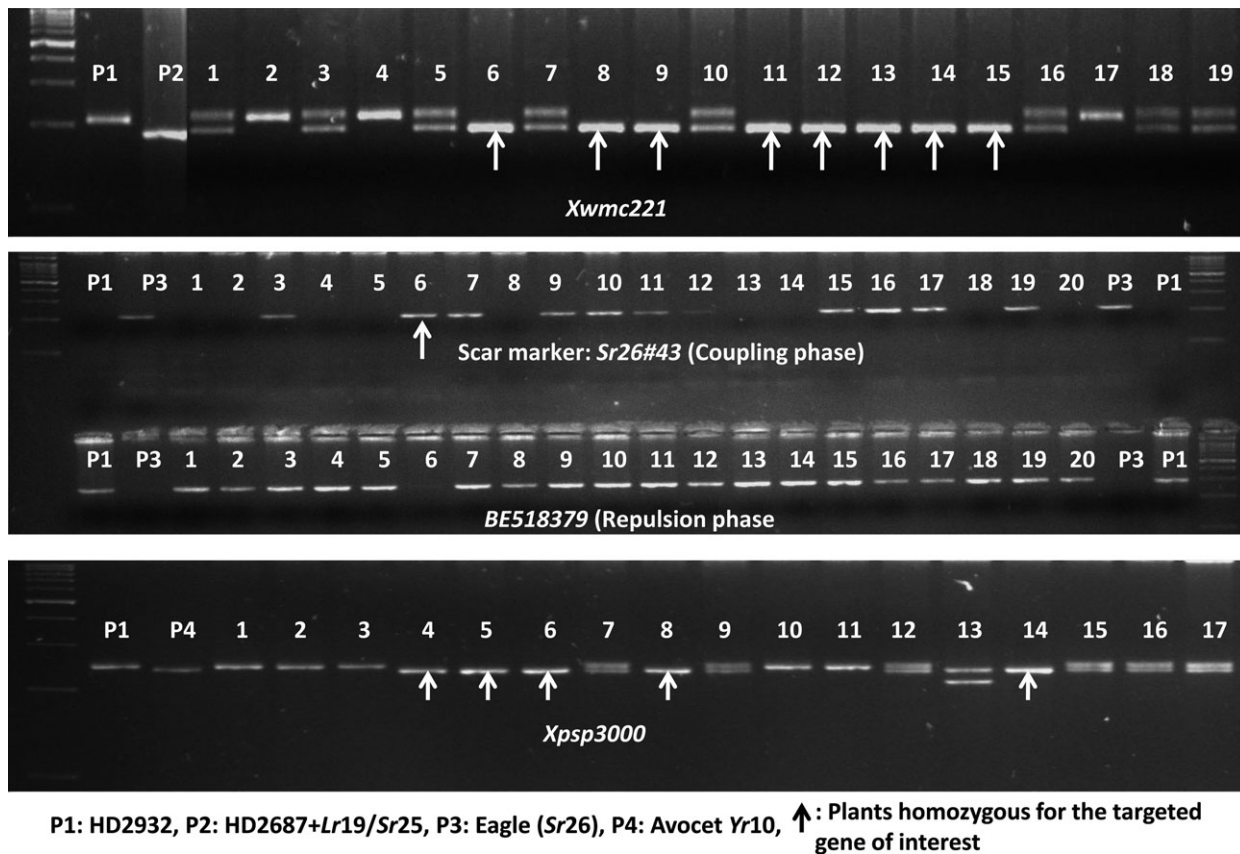 P1 P2 1 2 3 4 5 6 7 8 9 10 11 12 13 14 15 16 17 18 19
Xwmc221
P1 P3 1 2 3 4 5 6 7 8 9 10 11 12 13 14 15 16 17 18 19 20 P3 P1
Scar marker: Sr26#43 (Coupling phase)
P1 P3 1 2 3 4 5 6 7 8 9 10 11 12 13 14 15 16 17 18 19 20 P3 P1
BE518379 (Repulsion phase
P1 P4 1 2 3 4 5 6 7 8 9 10 11 12 13 14 15 16 17
Xpsp3000
P1: HD2932, P2: HD2687+Lr19/Sr25, P3: Eagle (Sr26), P4: Avocet Yr10, : Plants homozygous for the targeted
gene of interest